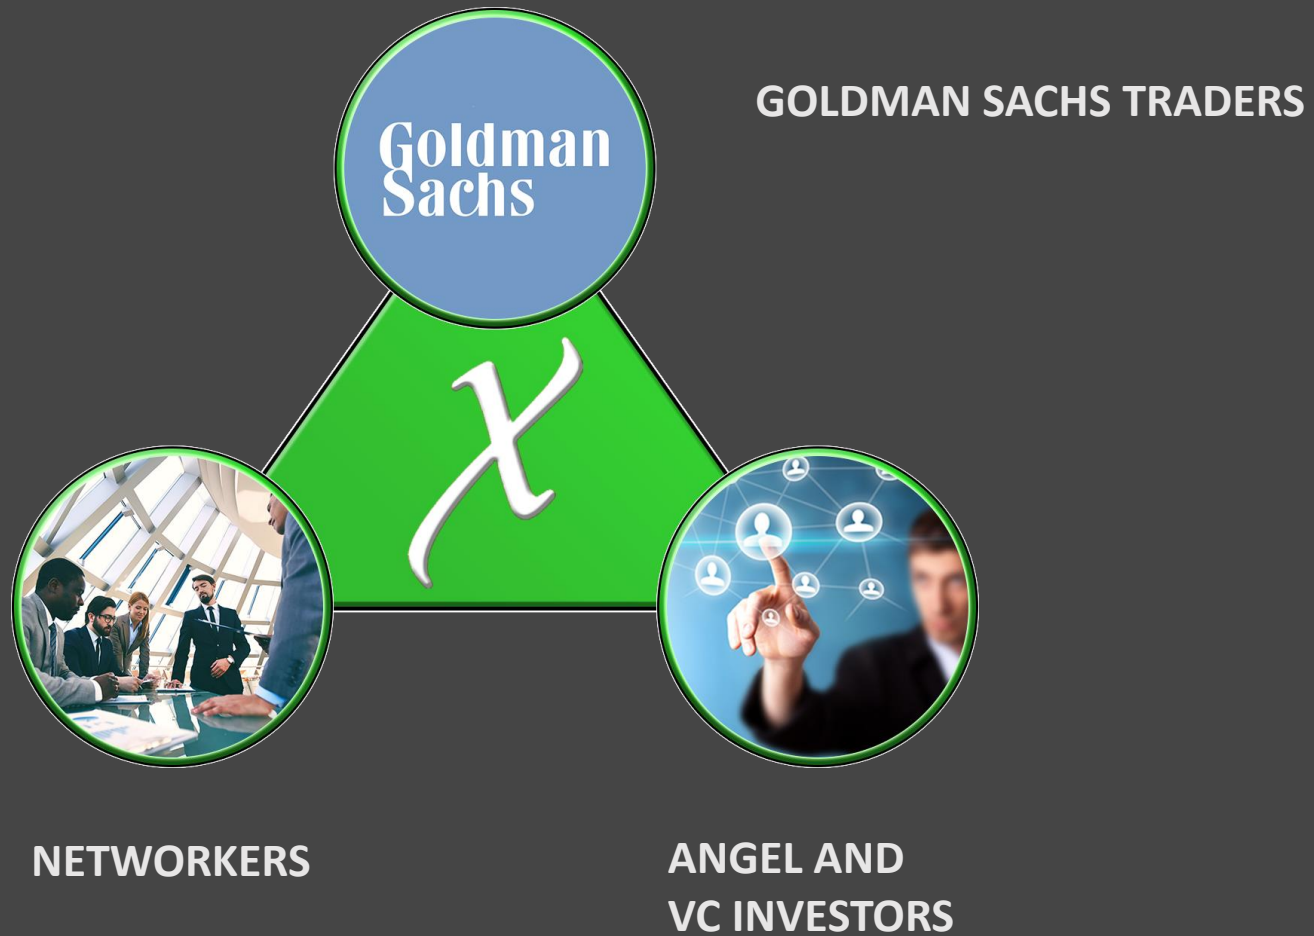 GOLDMAN SACHS TRADERS
Goldman
Sachs
X
NETWORKERS
ANGEL AND
VC INVESTORS